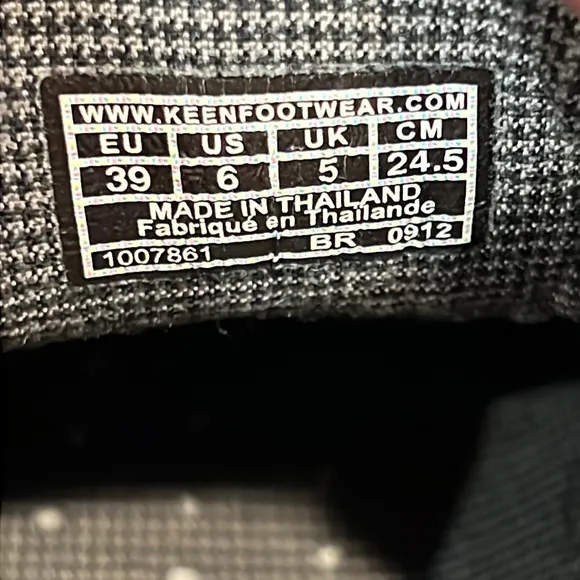 WWW.KEENFOOTWEAR.COM
EU US UK CM
39 6 5 24.5
MADE IN THAILAND
Fabriqué en Thaïlande
1007861 BR 0912